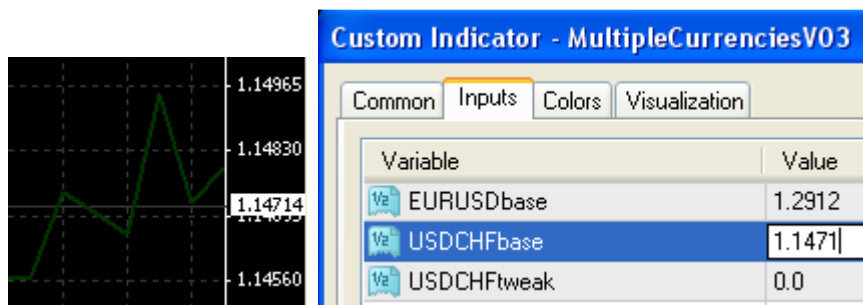 Custom Indicator - MultipleCurrenciesV03
Common Inputs Colors Visualization
Variable Value
EURUSDbase 1.2912
USDCHFbase 1.1471
USDCHFtweak 0.0
1.14965
1.14830
1.14714
1.14560